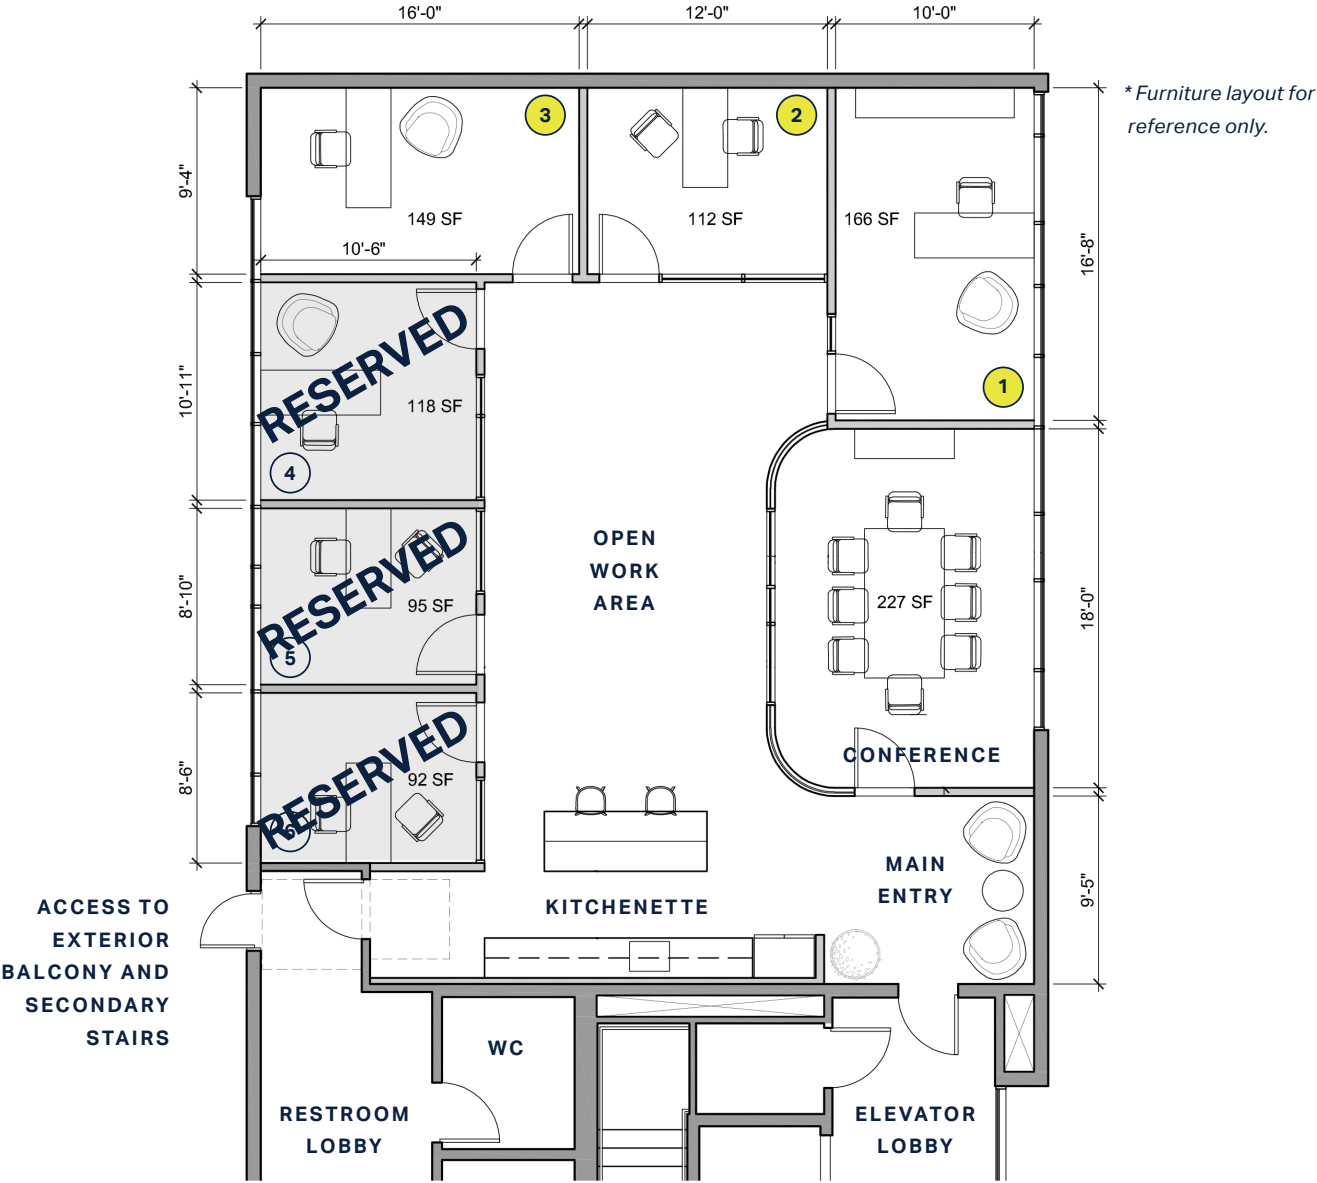 16'-0"
12'-0"
10'-0"
* Furniture layout for
reference only.
3
2
9'-4"
149 SF
112 SF
166 SF
16'-8"
10'-6"
RESERVED
1
10'-11"
118 SF
4
OPEN
WORK
AREA
RESERVED
8'-10"
95 SF
227 SF
18'-0"
5
RESERVED
CONFERENCE
8'-6"
92 SF
6
MAIN
ENTRY
9'-5"
KITCHENETTE
ACCESS TO
EXTERIOR
BALCONY AND
SECONDARY
STAIRS
WC
RESTROOM
LOBBY
ELEVATOR
LOBBY